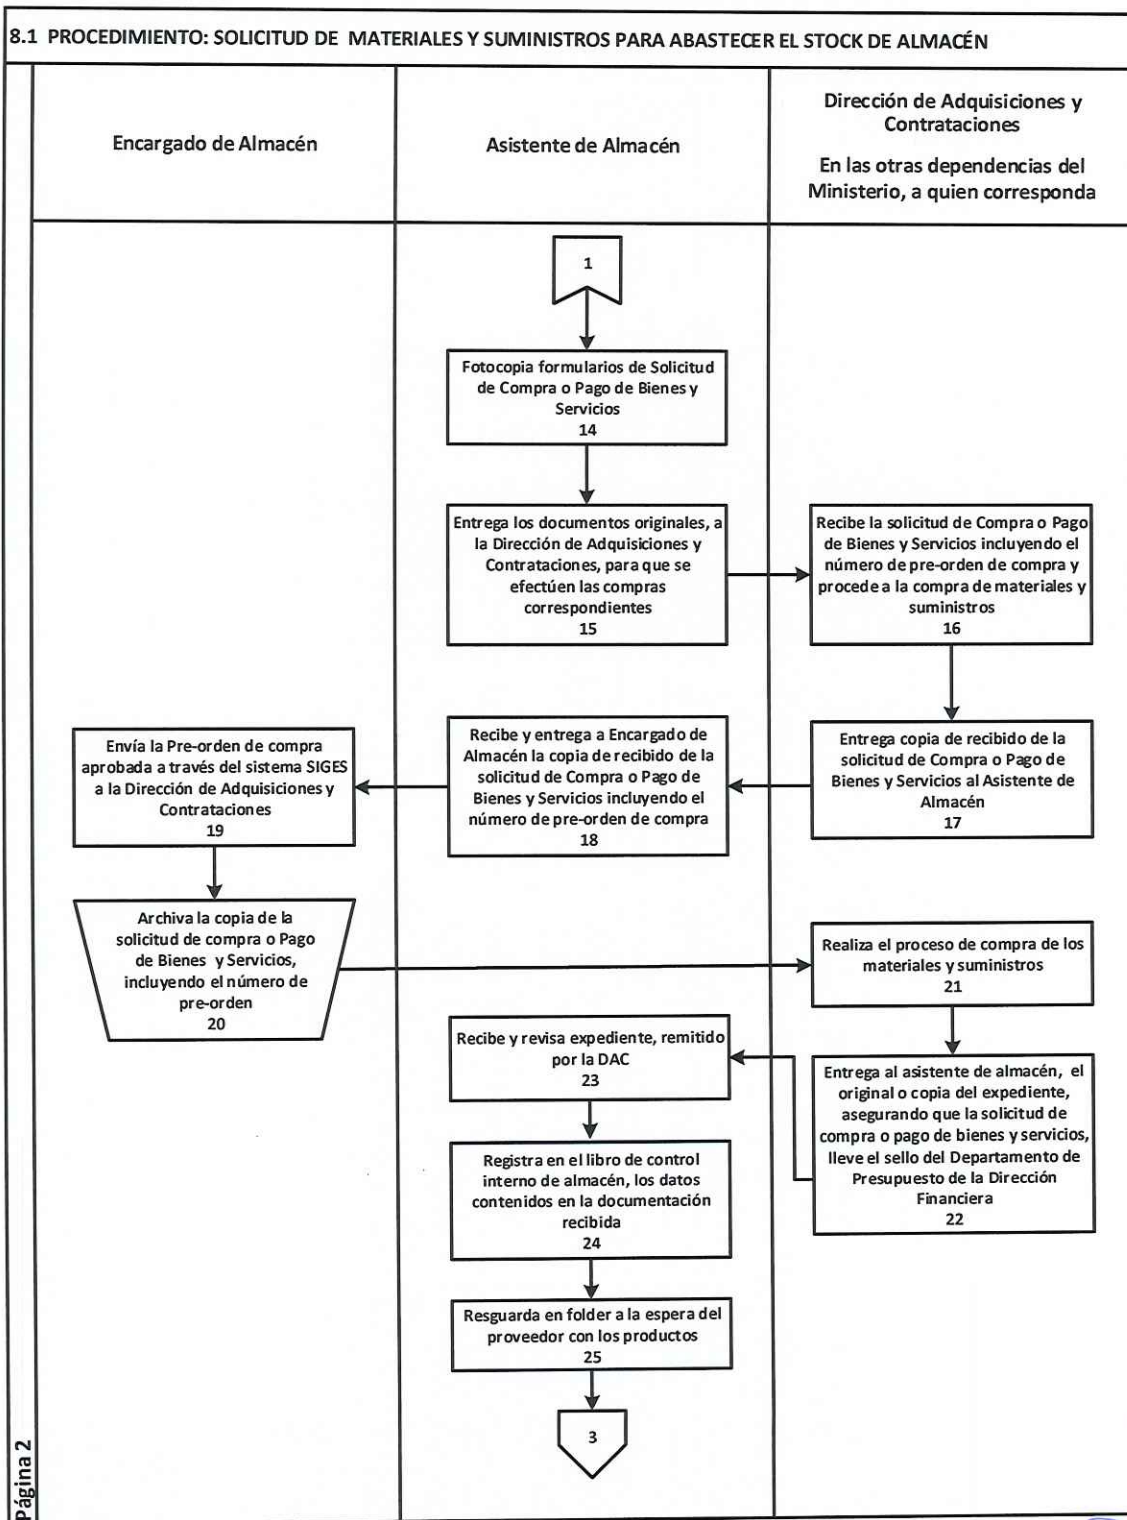 8.1 PROCEDIMIENTO: SOLICITUD DE MATERIALES Y SUMINISTROS PARA ABASTECER EL STOCK DE ALMACÉN
Encargado de Almacén
Asistente de Almacén
Dirección de Adquisiciones y
Contrataciones
En las otras dependencias del
Ministerio, a quien corresponda
1
Fotocopia formularios de Solicitud
de Compra o Pago de Bienes y
Servicios
14
Entrega los documentos originales, a
la Dirección de Adquisiciones y
Contrataciones, para que se
efectúen las compras
correspondientes
15
Recibe la solicitud de Compra o Pago
de Bienes y Servicios incluyendo el
número de pre-orden de compra y
procede a la compra de materiales y
suministros
16
Entrega copia de recibido de la
solicitud de Compra o Pago de
Bienes y Servicios al Asistente de
Almacén
17
Recibe y entrega a Encargado de
Almacén la copia de recibido de la
solicitud de Compra o Pago de
Bienes y Servicios incluyendo el
número de pre-orden de compra
18
Envía la Pre-orden de compra
aprobada a través del sistema SIGES
a la Dirección de Adquisiciones y
Contrataciones
19
Archiva la copia de la
solicitud de compra o Pago
de Bienes y Servicios,
incluyendo el número de
pre-orden
20
Realiza el proceso de compra de los
materiales y suministros
21
Entrega al asistente de almacén, el
original o copia del expediente,
asegurando que la solicitud de
compra o pago de bienes y servicios,
lleve el sello del Departamento de
Presupuesto de la Dirección
Financiera
22
Recibe y revisa expediente, remitido
por la DAC
23
Registra en el libro de control
interno de almacén, los datos
contenidos en la documentación
recibida
24
Resguarda en folder a la espera del
proveedor con los productos
25
3
Página 2